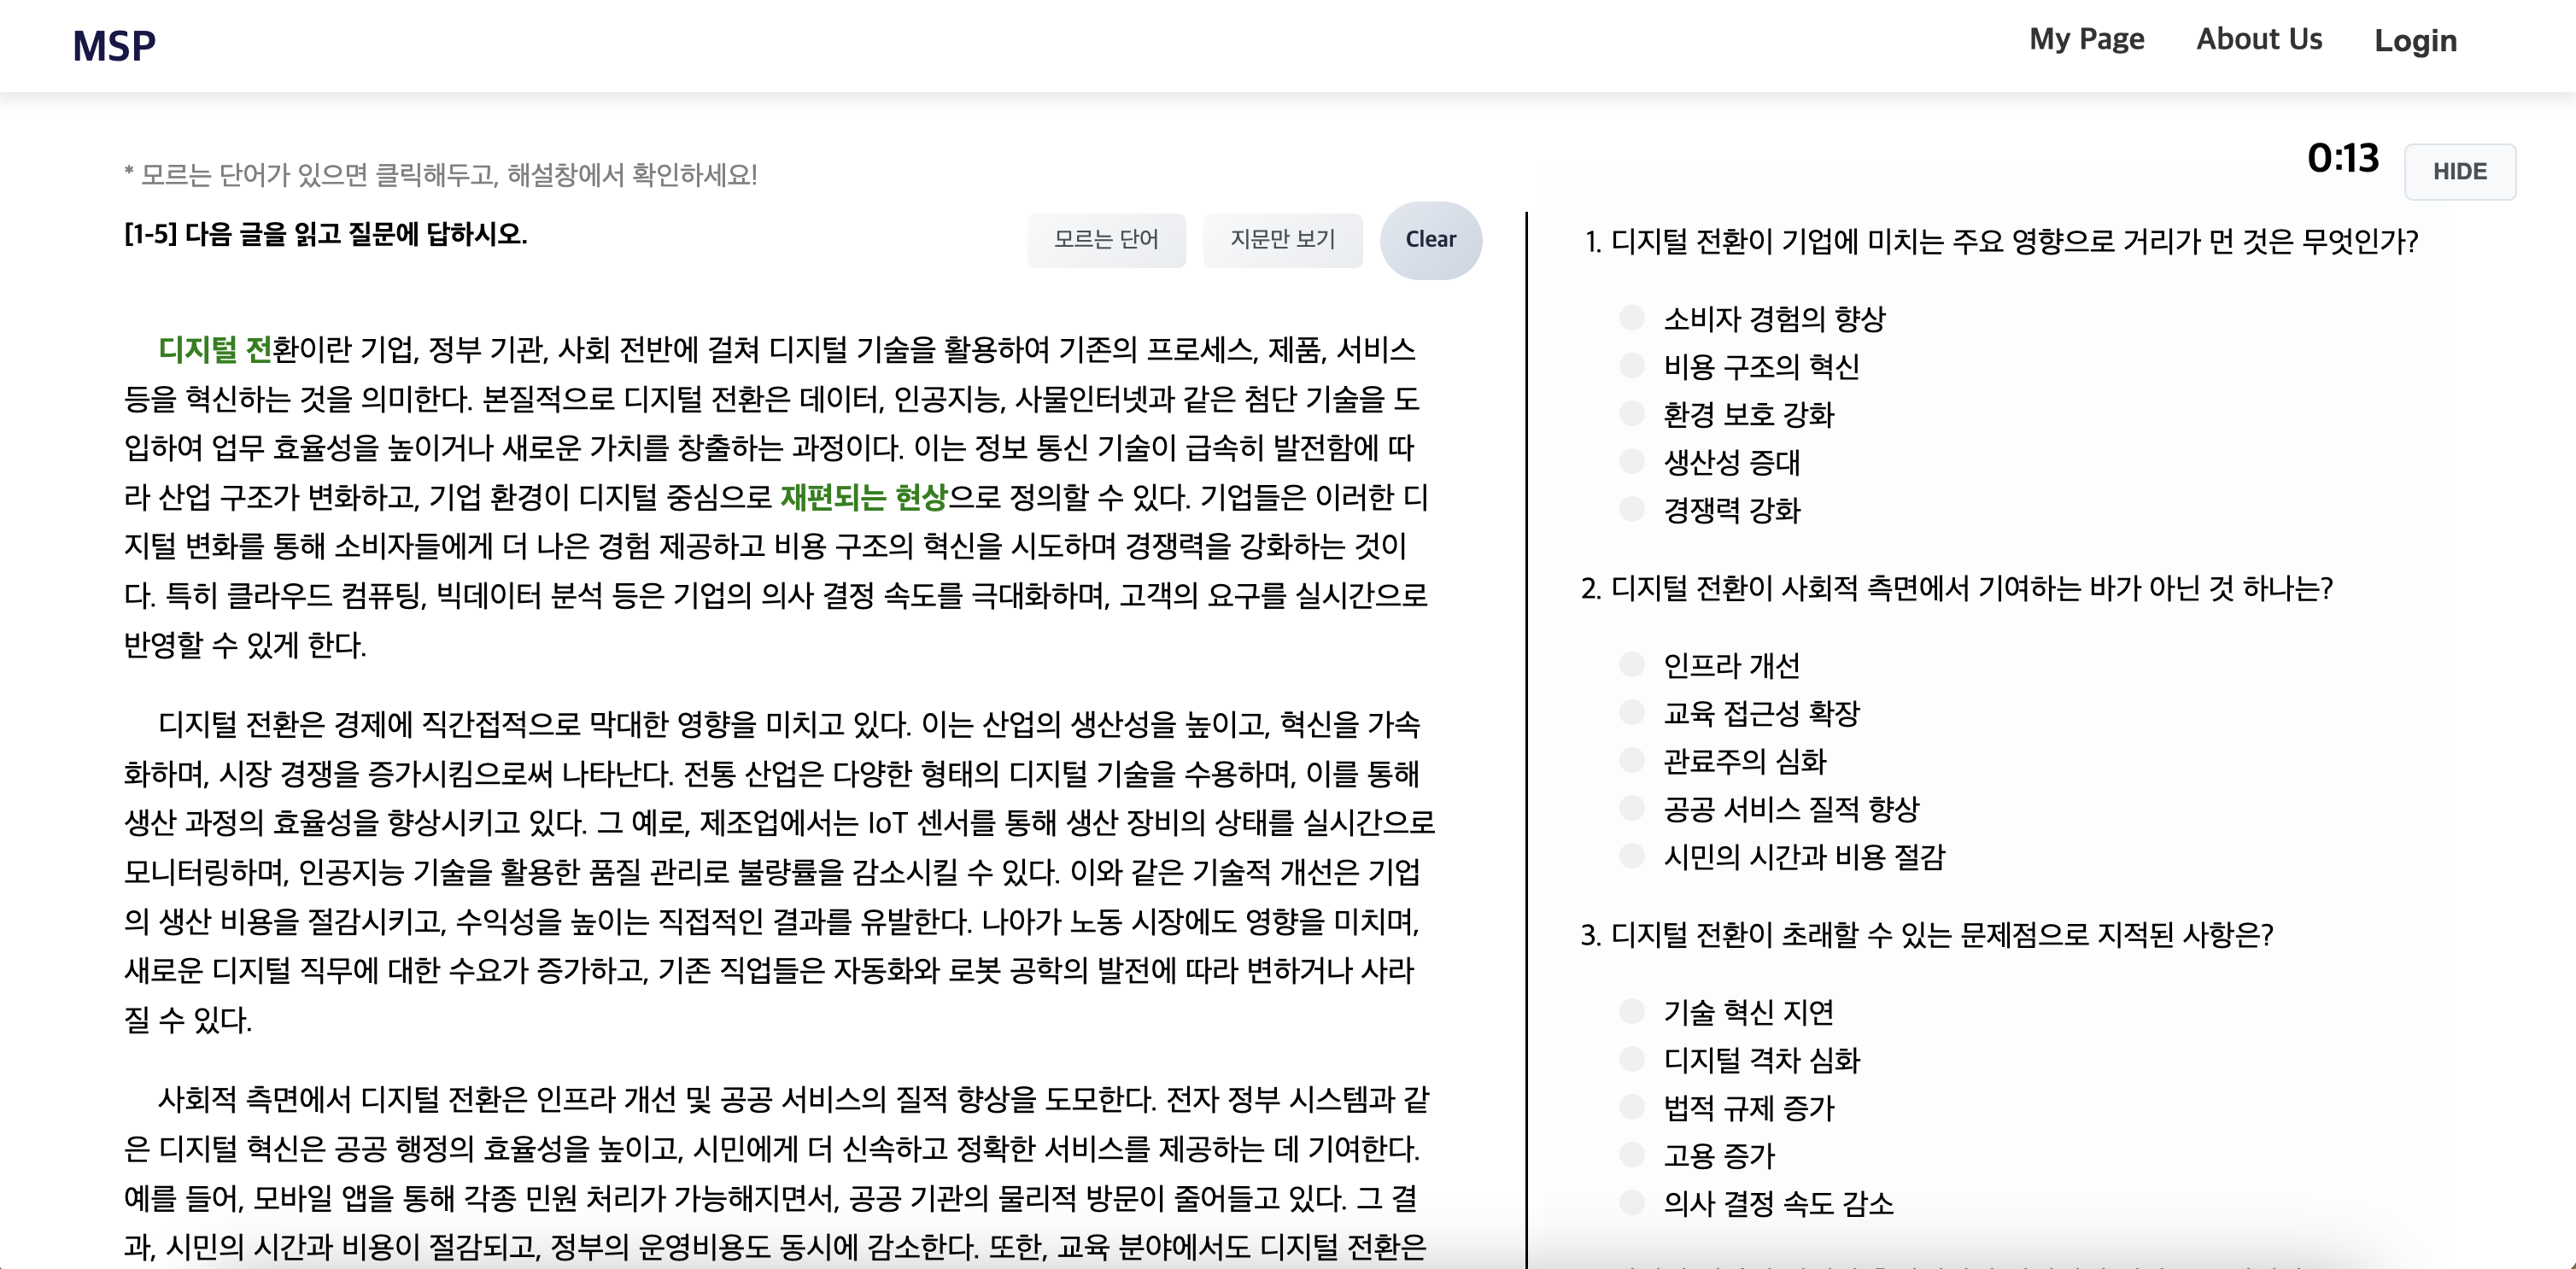 MSP
My Page
About Us
Login
* 모르는 단어가 있으면 클릭해두고, 해설창에서 확인하세요!
[1-5] 다음 글을 읽고 질문에 답하시오.
모르는 단어
지문만 보기
Clear
디지털 전환이란 기업, 정부 기관, 사회 전반에 걸쳐 디지털 기술을 활용하여 기존의 프로세스, 제품, 서비스
등을 혁신하는 것을 의미한다. 본질적으로 디지털 전환은 데이터, 인공지능, 사물인터넷과 같은 첨단 기술을 도
입하여 업무 효율성을 높이거나 새로운 가치를 창출하는 과정이다. 이는 정보 통신 기술이 급속히 발전함에 따
라 산업 구조가 변화하고, 기업 환경이 디지털 중심으로 재편되는 현상으로 정의할 수 있다. 기업들은 이러한 디
지털 변화를 통해 소비자들에게 더 나은 경험 제공하고 비용 구조의 혁신을 시도하며 경쟁력을 강화하는 것이
다. 특히 클라우드 컴퓨팅, 빅데이터 분석 등은 기업의 의사 결정 속도를 극대화하며, 고객의 요구를 실시간으로
반영할 수 있게 한다.
디지털 전환은 경제에 직간접적으로 막대한 영향을 미치고 있다. 이는 산업의 생산성을 높이고, 혁신을 가속
화하며, 시장 경쟁을 증가시킴으로써 나타난다. 전통 산업은 다양한 형태의 디지털 기술을 수용하며, 이를 통해
생산 과정의 효율성을 향상시키고 있다. 그 예로, 제조업에서는 IoT 센서를 통해 생산 장비의 상태를 실시간으로
모니터링하며, 인공지능 기술을 활용한 품질 관리로 불량률을 감소시킬 수 있다. 이와 같은 기술적 개선은 기업
의 생산 비용을 절감시키고, 수익성을 높이는 직접적인 결과를 유발한다. 나아가 노동 시장에도 영향을 미치며,
새로운 디지털 직무에 대한 수요가 증가하고, 기존 직업들은 자동화와 로봇 공학의 발전에 따라 변하거나 사라
질 수 있다.
사회적 측면에서 디지털 전환은 인프라 개선 및 공공 서비스의 질적 향상을 도모한다. 전자 정부 시스템과 같
은 디지털 혁신은 공공 행정의 효율성을 높이고, 시민에게 더 신속하고 정확한 서비스를 제공하는 데 기여한다.
예를 들어, 모바일 앱을 통해 각종 민원 처리가 가능해지면서, 공공 기관의 물리적 방문이 줄어들고 있다. 그 결
과, 시민의 시간과 비용이 절감되고, 정부의 운영비용도 동시에 감소한다. 또한, 교육 분야에서도 디지털 전환은
0:13
HIDE
1. 디지털 전환이 기업에 미치는 주요 영향으로 거리가 먼 것은 무엇인가?
소비자 경험의 향상
비용 구조의 혁신
환경 보호 강화
생산성 증대
경쟁력 강화
2. 디지털 전환이 사회적 측면에서 기여하는 바가 아닌 것 하나는?
인프라 개선
교육 접근성 확장
관료주의 심화
공공 서비스 질적 향상
시민의 시간과 비용 절감
3. 디지털 전환이 초래할 수 있는 문제점으로 지적된 사항은?
기술 혁신 지연
디지털 격차 심화
법적 규제 증가
고용 증가
의사 결정 속도 감소